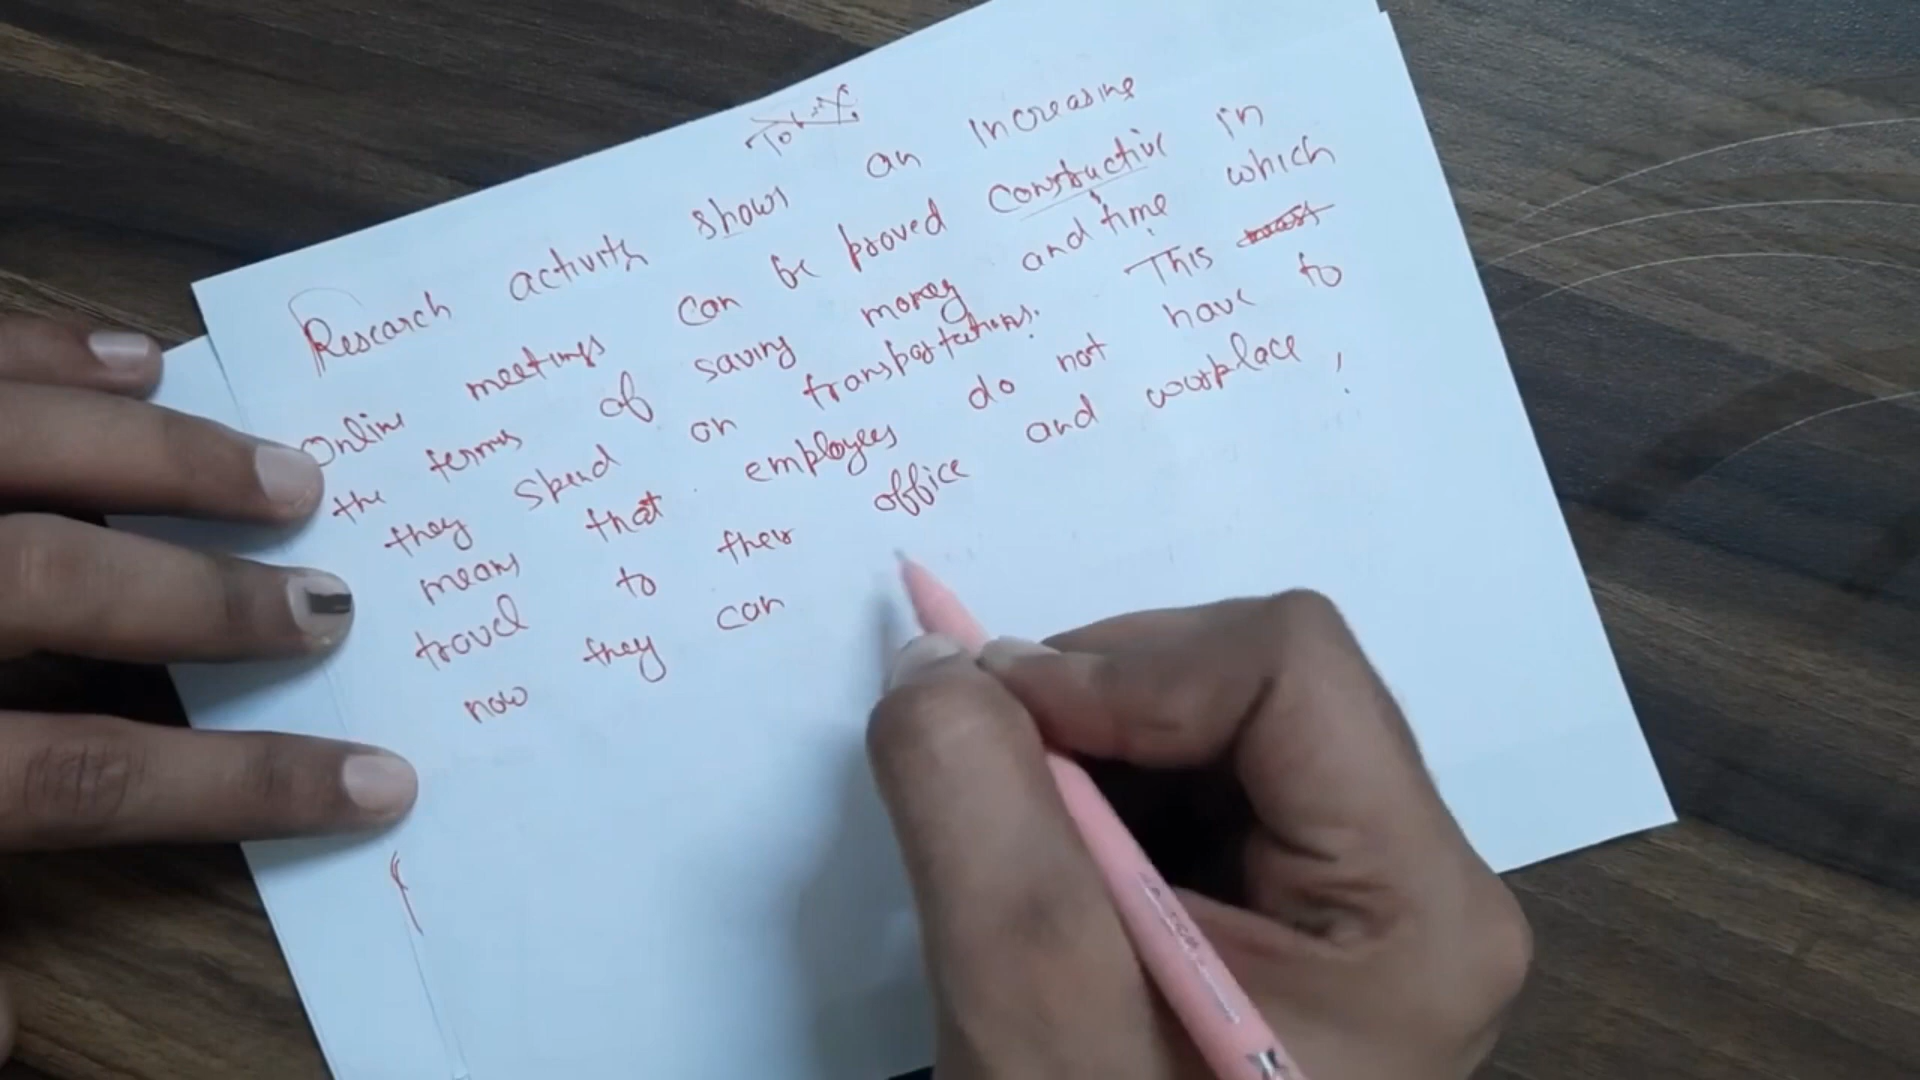 Research activity shows an increasing
Online meetings can be proved constructive in
the terms of saving money and time which
they spend on transportations. This
means that employees do not have to
travel to their office and workplace,
now they can